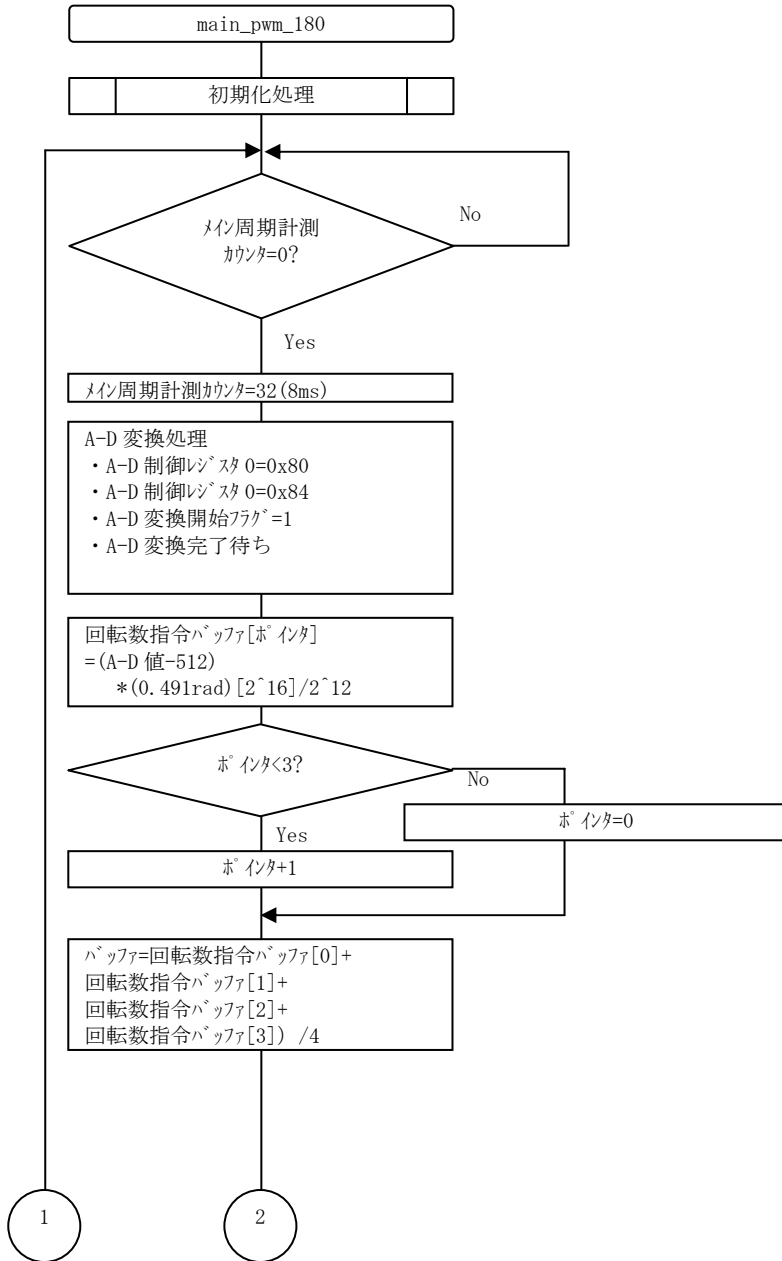 main_pwm_180
初期化処理
ﾒｲﾝ周期計測
ｶｳﾝﾀ=0?
No
Yes
ﾒｲﾝ周期計測ｶｳﾝﾀ=32(8ms)
A-D 変換処理
・A-D 制御ﾚｼﾞｽﾀ 0=0x80
・A-D 制御ﾚｼﾞｽﾀ 0=0x84
・A-D 変換開始ﾌﾗｸﾞ=1
・A-D 変換完了待ち
回転数指令ﾊﾞｯﾌｧ[ﾎﾟｲﾝﾀ]
=(A-D 値-512)
*(0.491rad)[2^16]/2^12
ﾎﾟｲﾝﾀ<3?
No
ﾎﾟｲﾝﾀ=0
Yes
ﾎﾟｲﾝﾀ+1
ﾊﾞｯﾌｧ=回転数指令ﾊﾞｯﾌｧ[0]+
回転数指令ﾊﾞｯﾌｧ[1]+
回転数指令ﾊﾞｯﾌｧ[2]+
回転数指令ﾊﾞｯﾌｧ[3]) /4
1
2